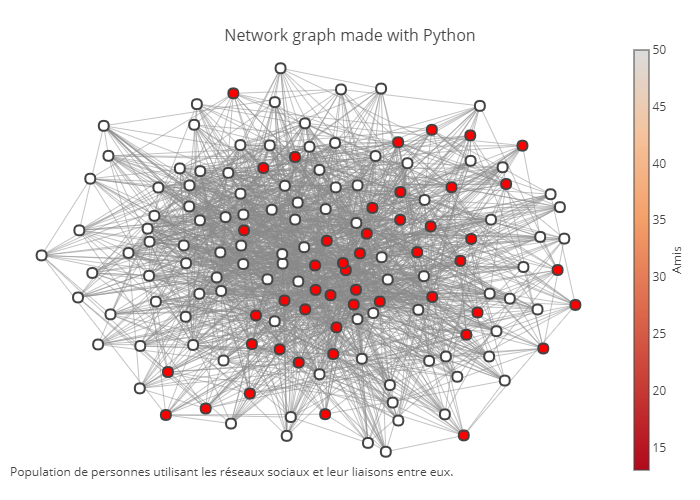 Network graph made with Python
50
45
40
35
30
25
20
15
Amis
Population de personnes utilisant les réseaux sociaux et leur liaisons entre eux.